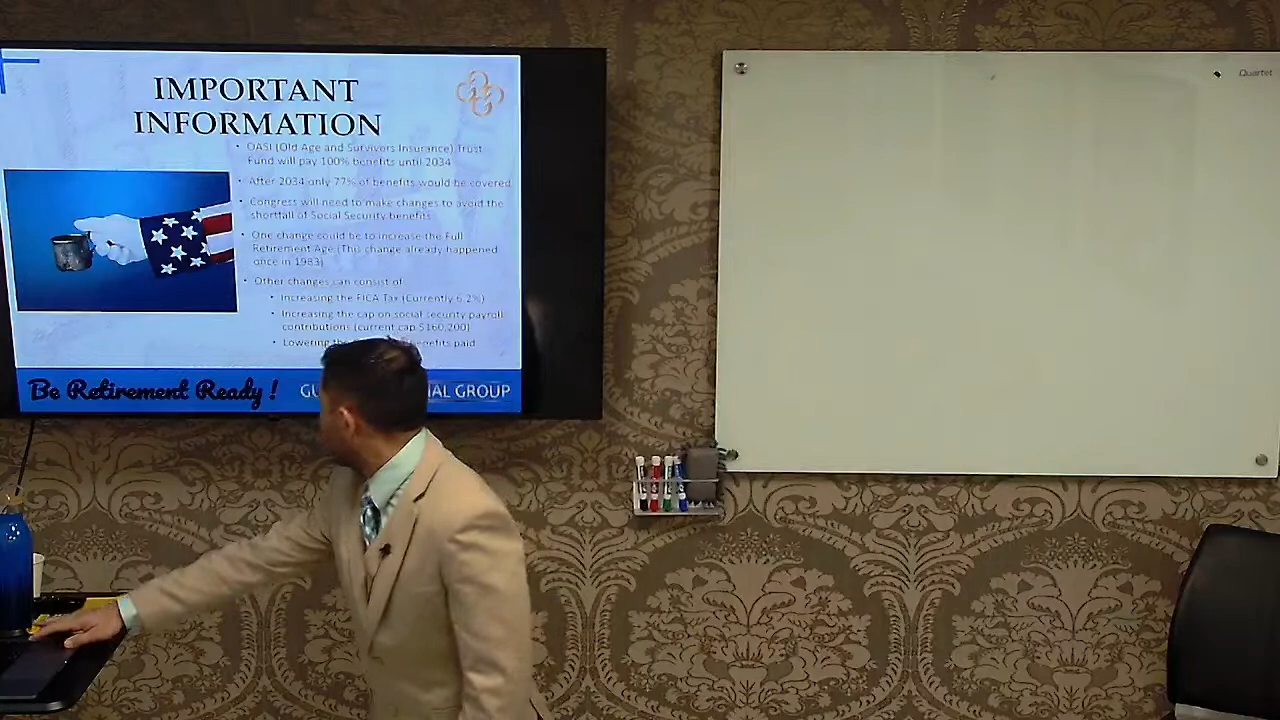 IMPORTANT
INFORMATION
• OASI (Old Age and Survivors Insurance) Trust
Fund will pay 100% benefits until 2034
• After 2034 only 77% of benefits would be covered
• Congress will need to make changes to avoid the
shortfall of Social Security benefits
• One change could be to increase the Full
Retirement Age (This change already happened
once in 1983)
• Other changes can consist of:
• Increasing the FICA Tax (Currently 6.2%)
• Increasing the cap on social security payroll
contributions (current cap $160,200)
• Lowering benefits paid
Be Retirement Ready !
GROUP
Quartet